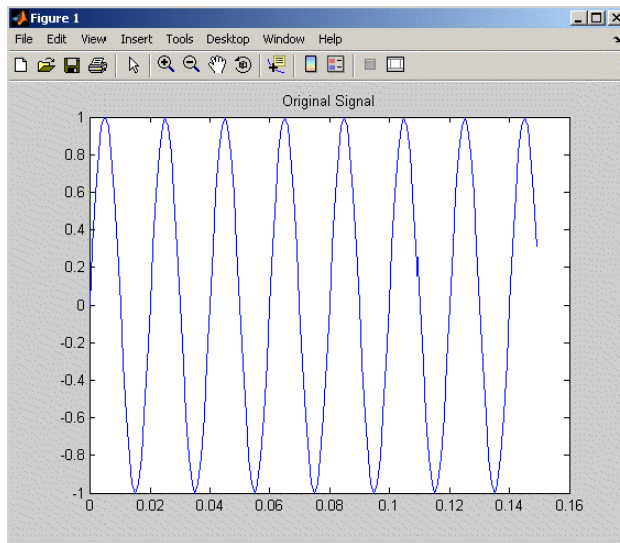 Figure 1
File Edit View Insert Tools Desktop Window Help
Original Signal
1
0.8
0.6
0.4
0.2
0
-0.2
-0.4
-0.6
-0.8
-1
0 0.02 0.04 0.06 0.08 0.1 0.12 0.14 0.16